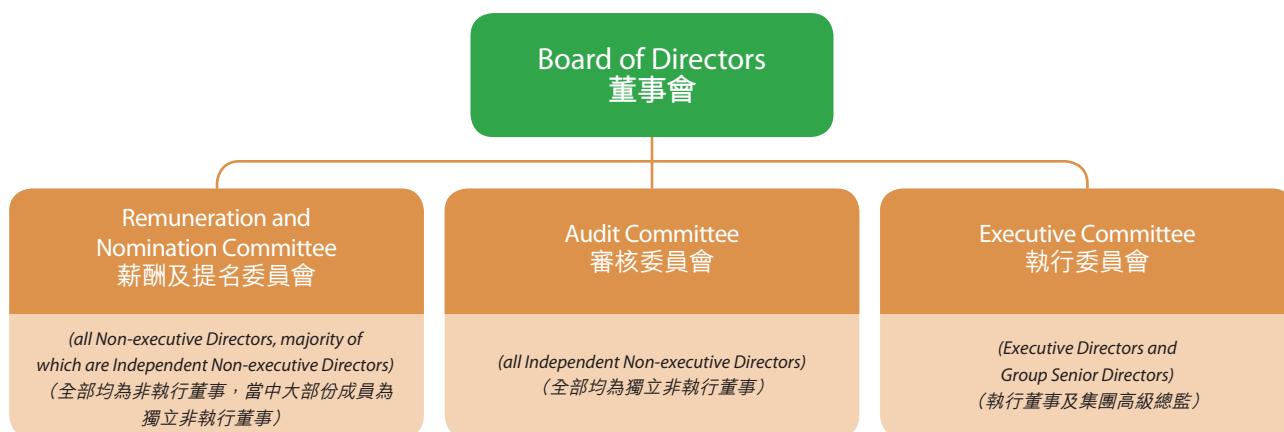 Board of Directors
董事會
Remuneration and
Nomination Committee
薪酬及提名委員會
(all Non-executive Directors, majority of
which are Independent Non-executive Directors)
（全部均為非執行董事，當中大部份成員為
獨立非執行董事）
Audit Committee
審核委員會
(all Independent Non-executive Directors)
（全部均為獨立非執行董事）
Executive Committee
執行委員會
(Executive Directors and
Group Senior Directors)
（執行董事及集團高級總監）